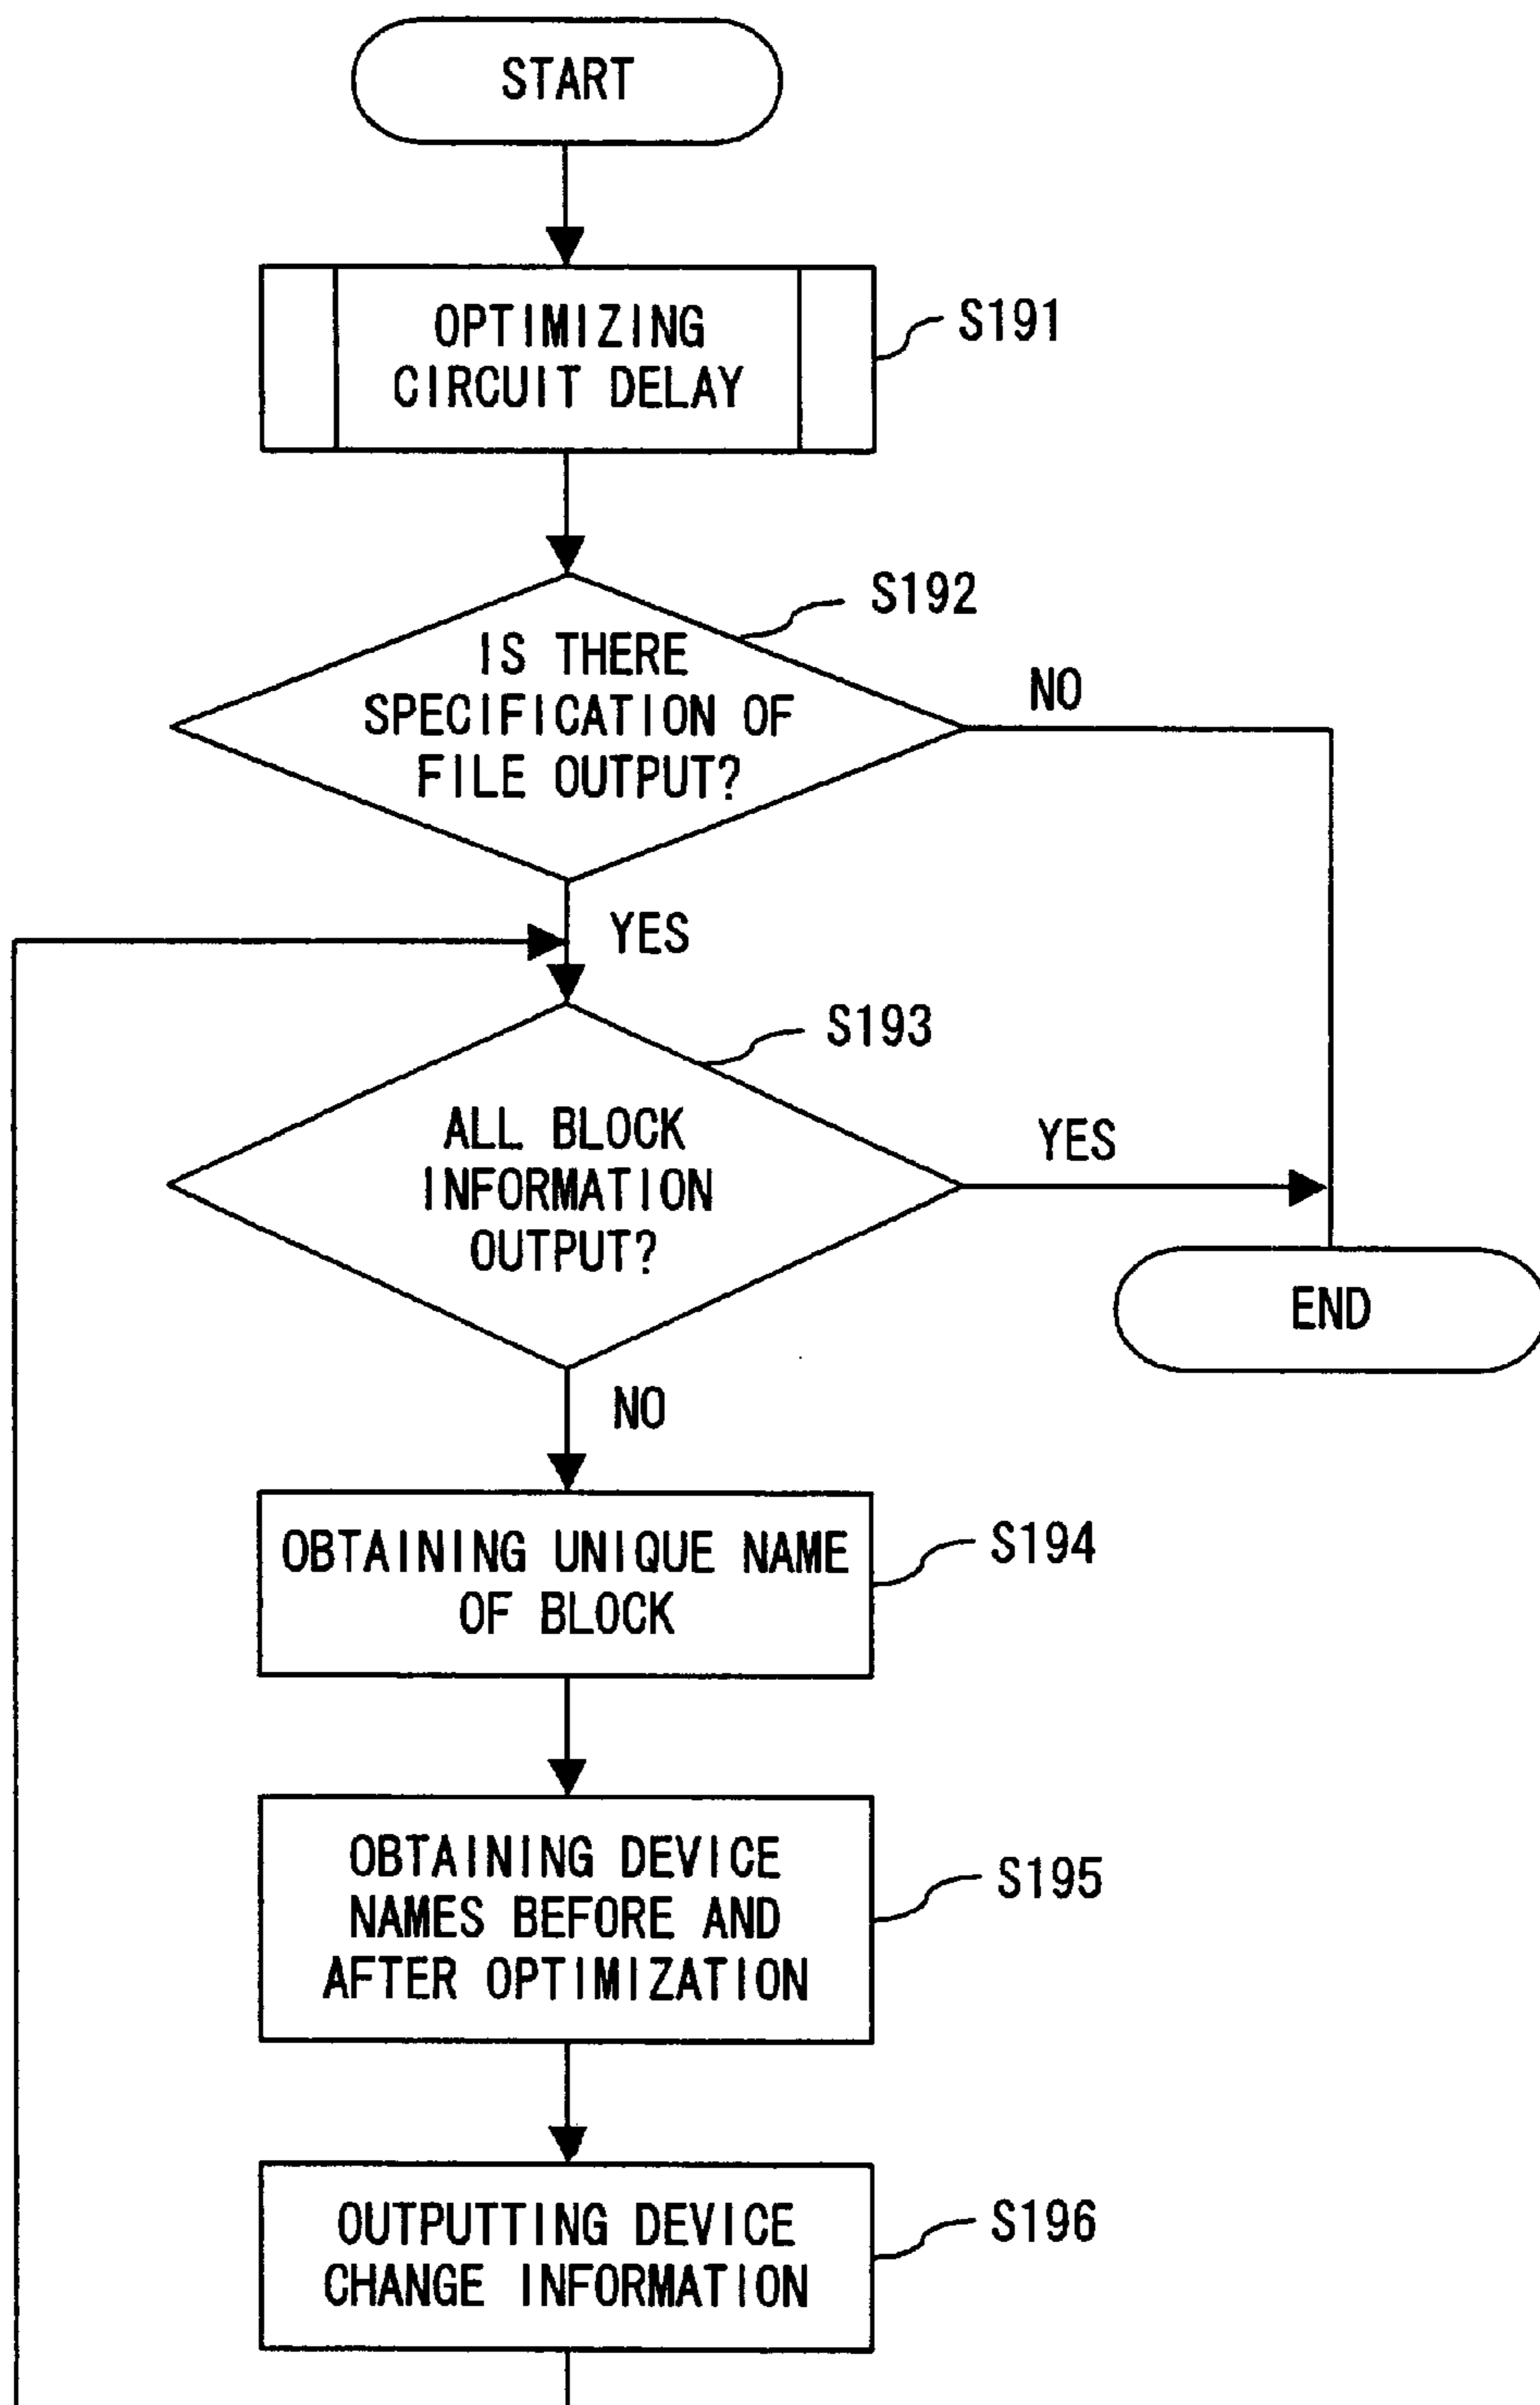 START
OPTIMIZING
CIRCUIT DELAY
S191
S192
IS THERE
SPECIFICATION OF
FILE OUTPUT?
NO
YES
S193
ALL BLOCK
INFORMATION
OUTPUT?
YES
END
NO
OBTAINING UNIQUE NAME
OF BLOCK
S194
OBTAINING DEVICE
NAMES BEFORE AND
AFTER OPTIMIZATION
S195
OUTPUTTING DEVICE
CHANGE INFORMATION
S196